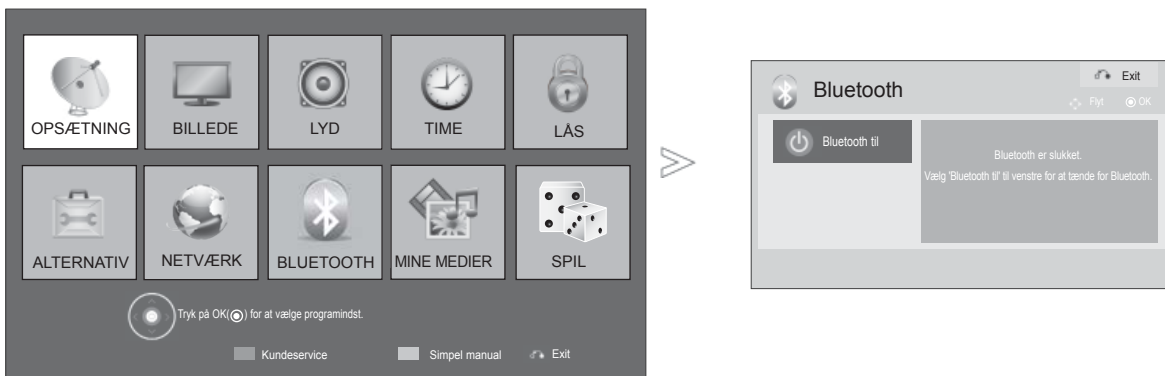 OPSÆTNING BILLEDE LYD TIME LÅS
ALTERNATIV NETVÆRK BLUETOOTH MINE MEDIER SPIL
Tryk på OK(◉) for at vælge programindst.
Kundeservice Simpel manual Exit
Bluetooth
Exit
Flyt OK
Bluetooth til
Bluetooth er slukket.
Vælg 'Bluetooth til' til venstre for at tænde for Bluetooth.